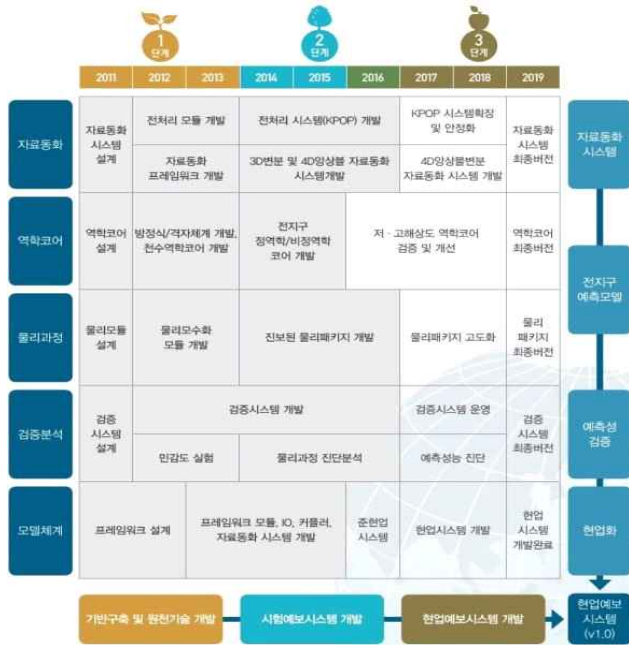 1
단계
2
단계
3
단계
2011
2012
2013
2014
2015
2016
2017
2018
2019
자료동화
자료동화
시스템
설계
전처리 모듈 개발
전처리 시스템(KPOP) 개발
KPOP 시스템확장
및 안정화
자료동화
시스템
최종버전
자료동화
시스템
자료동화
프레임워크 개발
3D변분 및 4D앙상블 자료동화
시스템개발
4D앙상블변분
자료동화 시스템 개발
역학코어
역학코어
설계
방정식/격자체계 개발,
천수역학코어 개발
전지구
정역학/비정역학
코어 개발
저·고해상도 역학코어
검증 및 개선
역학코어
최종버전
전지구
예측모델
물리과정
물리모듈
설계
물리모수화
모듈 개발
진보된 물리패키지 개발
물리패키지 고도화
물리
패키지
최종버전
검증분석
검증
시스템
설계
검증시스템 개발
검증시스템 운영
검증
시스템
최종버전
예측성
검증
민감도 실험
물리과정 진단분석
예측성능 진단
모델체계
프레임워크 설계
프레임워크 모듈, IO, 커플러,
자료동화 시스템 개발
준현업
시스템
현업시스템 개발
현업
시스템
개발완료
현업화
기반구축 및 원천기술 개발
시험예보시스템 개발
현업예보시스템 개발
현업예보
시스템
(v1.0)